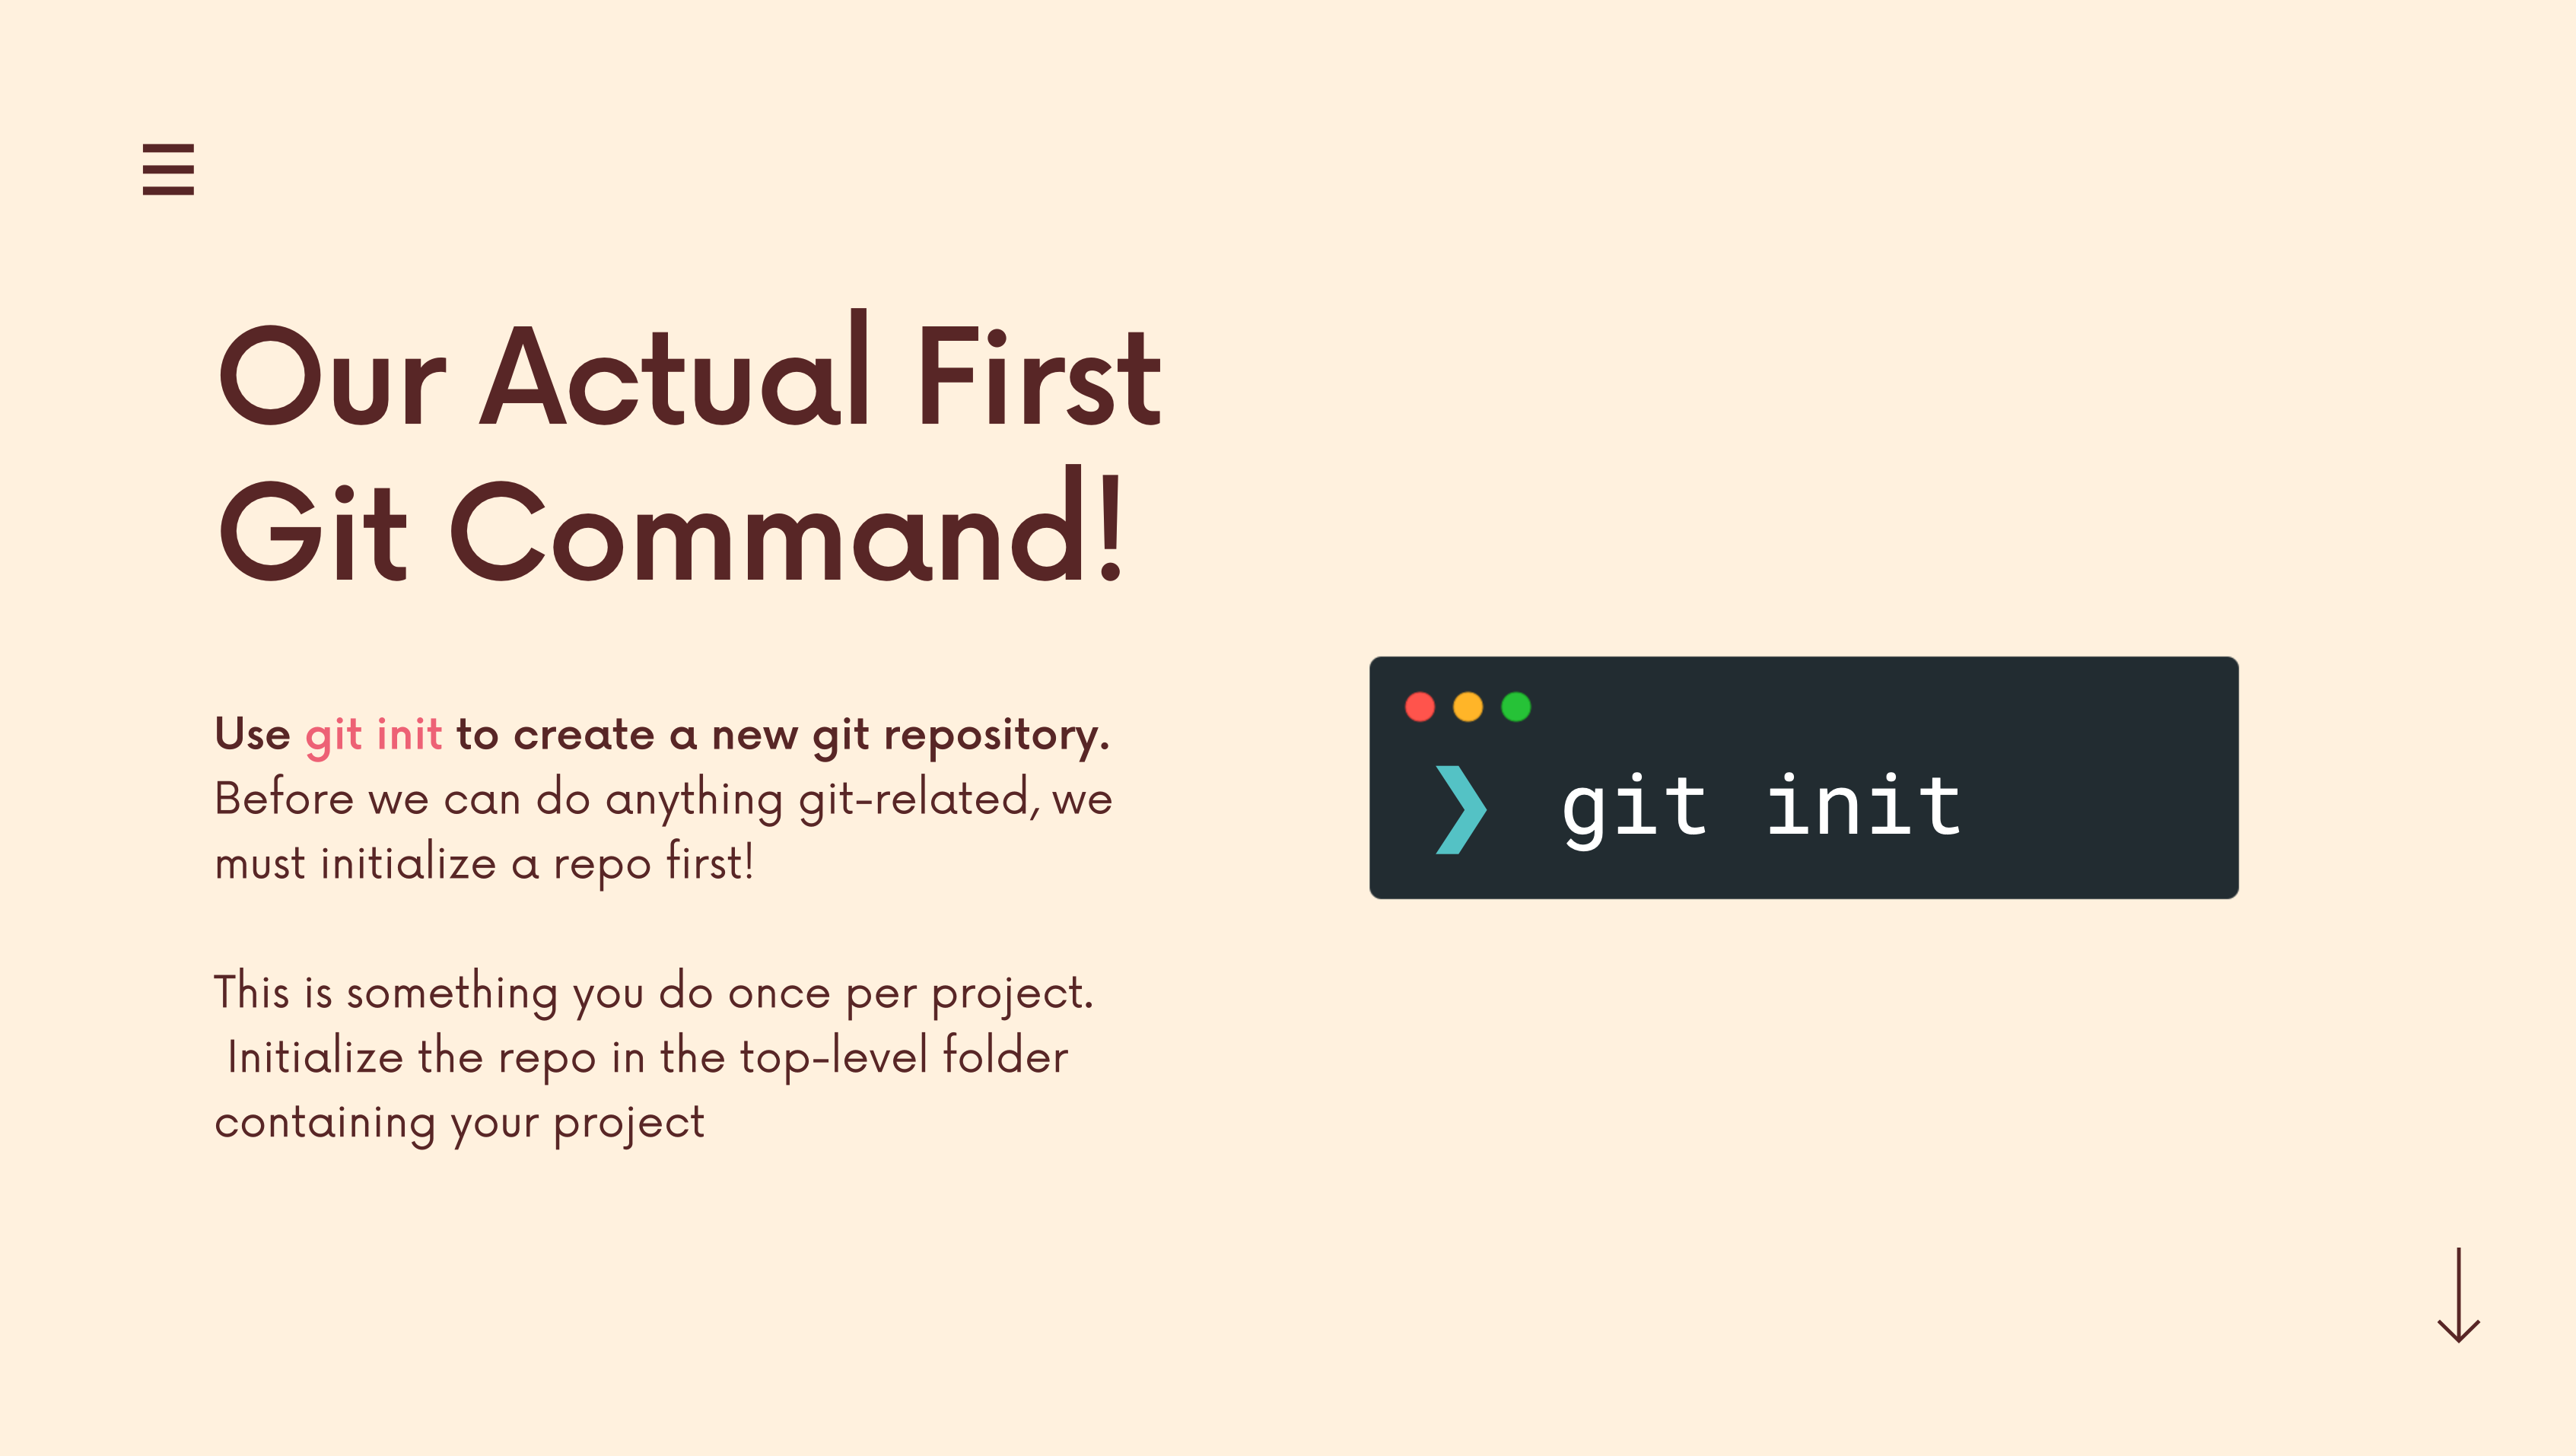 Our Actual First
Git Command!
Use git init to create a new git repository.
Before we can do anything git-related, we
must initialize a repo first!
This is something you do once per project.
Initialize the repo in the top-level folder
containing your project
❯ git init